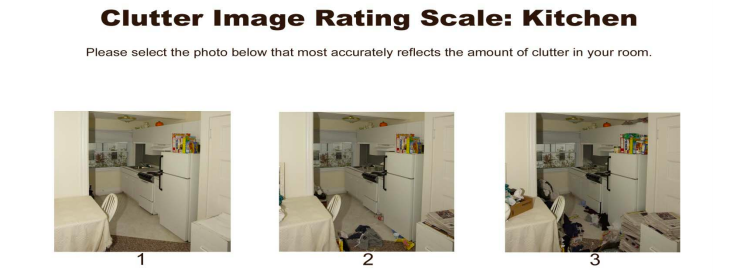 Clutter Image Rating Scale: Kitchen
Please select the photo below that most accurately reflects the amount of clutter in your room.
1
2
3